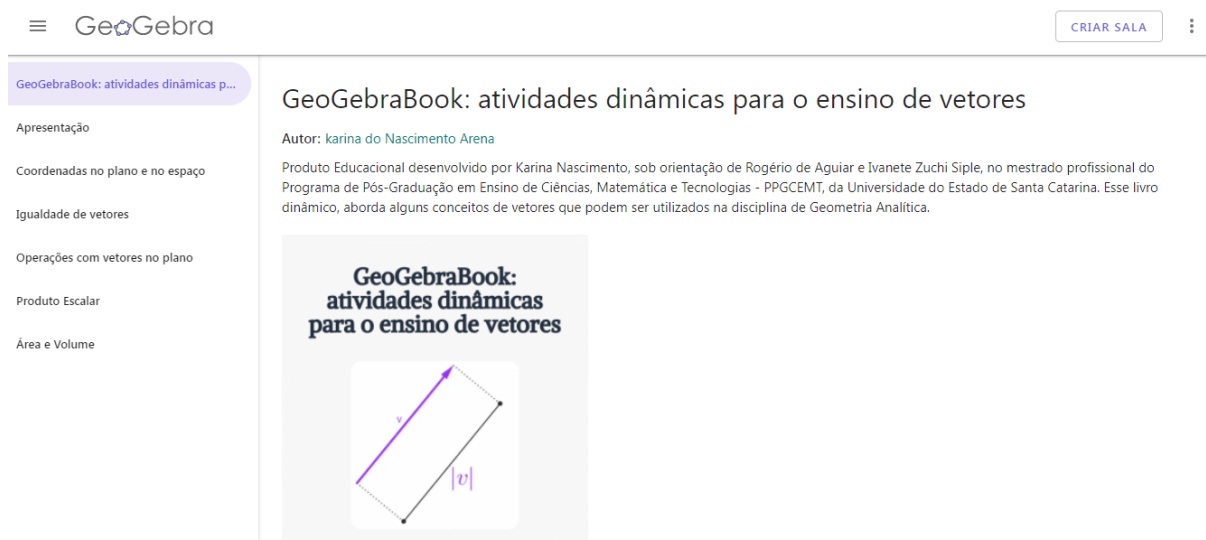 GeoGebra
CRIAR SALA
GeoGebraBook: atividades dinâmicas p...
Apresentação
Coordenadas no plano e no espaço
Igualdade de vetores
Operações com vetores no plano
Produto Escalar
Área e Volume
GeoGebraBook: atividades dinâmicas para o ensino de vetores
Autor: karina do Nascimento Arena
Produto Educacional desenvolvido por Karina Nascimento, sob orientação de Rogério de Aguiar e Ivanete Zuchi Siple, no mestrado profissional do
Programa de Pós-Graduação em Ensino de Ciências, Matemática e Tecnologias - PPGCEMT, da Universidade do Estado de Santa Catarina. Esse livro
dinâmico, aborda alguns conceitos de vetores que podem ser utilizados na disciplina de Geometria Analítica.
GeoGebraBook:
atividades dinâmicas
para o ensino de vetores
v
|v|